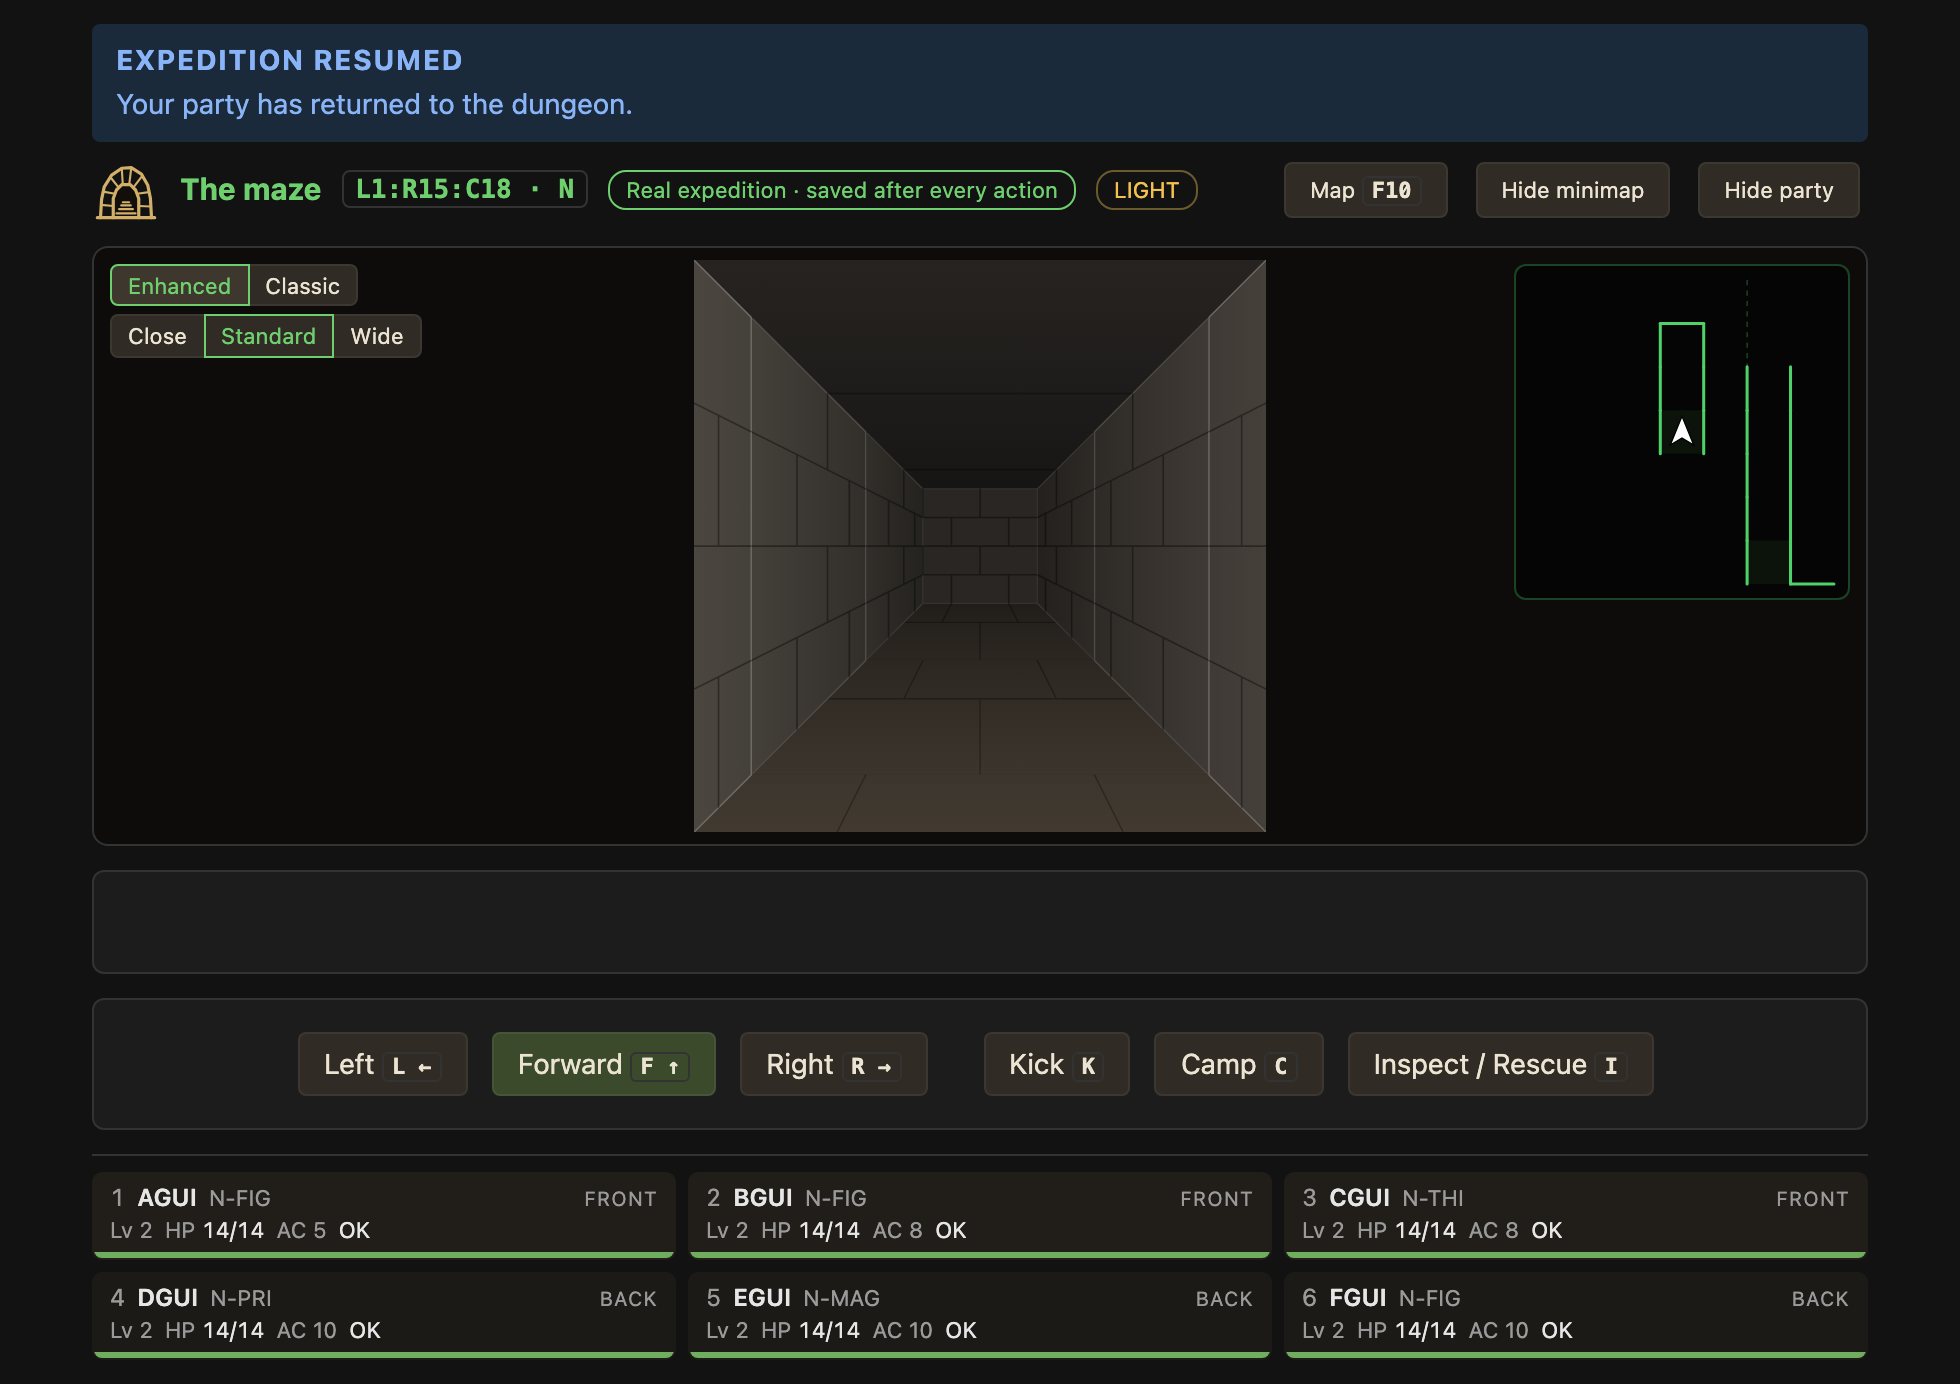 EXPEDITION RESUMED
Your party has returned to the dungeon.
The maze L1:R15:C18 · N Real expedition · saved after every action LIGHT Map F10 Hide minimap Hide party
Enhanced Classic
Close Standard Wide
Left L ← Forward F ↑ Right R → Kick K Camp C Inspect / Rescue I
1 AGUI N-FIG FRONT
Lv 2 HP 14/14 AC 5 OK
2 BGUI N-FIG FRONT
Lv 2 HP 14/14 AC 8 OK
3 CGUI N-THI FRONT
Lv 2 HP 14/14 AC 8 OK
4 DGUI N-PRI BACK
Lv 2 HP 14/14 AC 10 OK
5 EGUI N-MAG BACK
Lv 2 HP 14/14 AC 10 OK
6 FGUI N-FIG BACK
Lv 2 HP 14/14 AC 10 OK